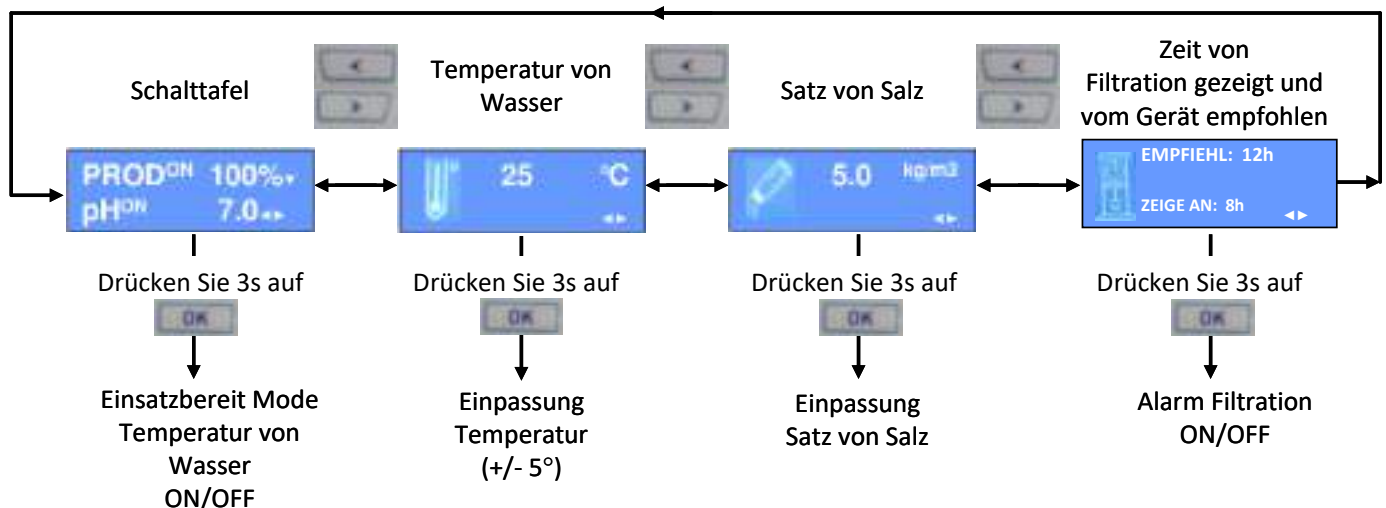 Schalttafel
Temperatur von
Wasser
Satz von Salz
Zeit von
Filtration gezeigt und
vom Gerät empfohlen
PROD ON 100%
pH ON 7.0
25 °C
5.0 kg/m3
EMPFIEHL: 12h
ZEIGE AN: 8h
Drücken Sie 3s auf
OK
Einsatzbereit Mode
Temperatur von
Wasser
ON/OFF
Drücken Sie 3s auf
OK
Einpassung
Temperatur
(+/- 5°)
Drücken Sie 3s auf
OK
Einpassung
Satz von Salz
Drücken Sie 3s auf
OK
Alarm Filtration
ON/OFF